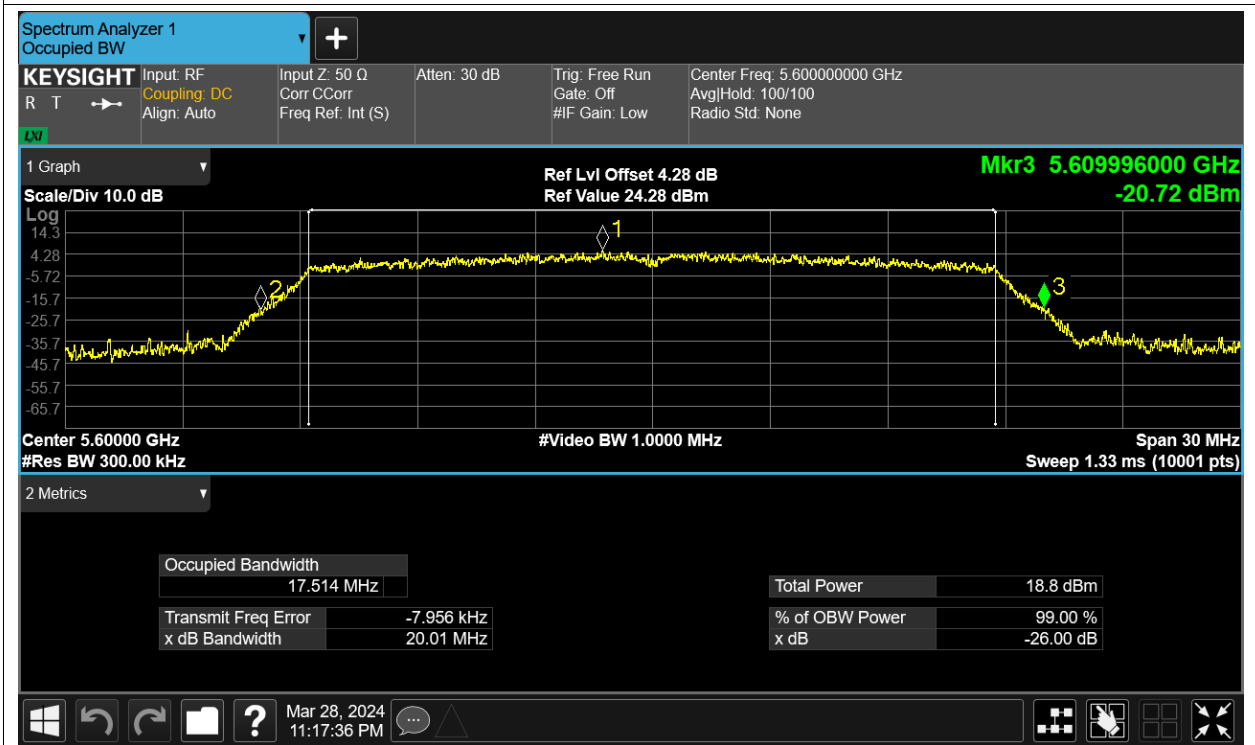 Spectrum Analyzer 1
Occupied BW
+
KEYSIGHT
R T
LXI
Input: RF
Coupling: DC
Align: Auto
Input Z: 50 Ω
Corr CCorr
Freq Ref: Int (S)
Atten: 30 dB
Trig: Free Run
Gate: Off
#IF Gain: Low
Center Freq: 5.600000000 GHz
Avg|Hold: 100/100
Radio Std: None
1 Graph
Scale/Div 10.0 dB
Ref Lvl Offset 4.28 dB
Ref Value 24.28 dBm
Mkr3 5.609996000 GHz
-20.72 dBm
Log
14.3
4.28
-5.72
-15.7
-25.7
-35.7
-45.7
-55.7
-65.7
1
2
3
Center 5.60000 GHz
#Res BW 300.00 kHz
#Video BW 1.0000 MHz
Span 30 MHz
Sweep 1.33 ms (10001 pts)
2 Metrics
Occupied Bandwidth
17.514 MHz
Transmit Freq Error -7.956 kHz
x dB Bandwidth 20.01 MHz
Total Power 18.8 dBm
% of OBW Power 99.00 %
x dB -26.00 dB
?
Mar 28, 2024
11:17:36 PM